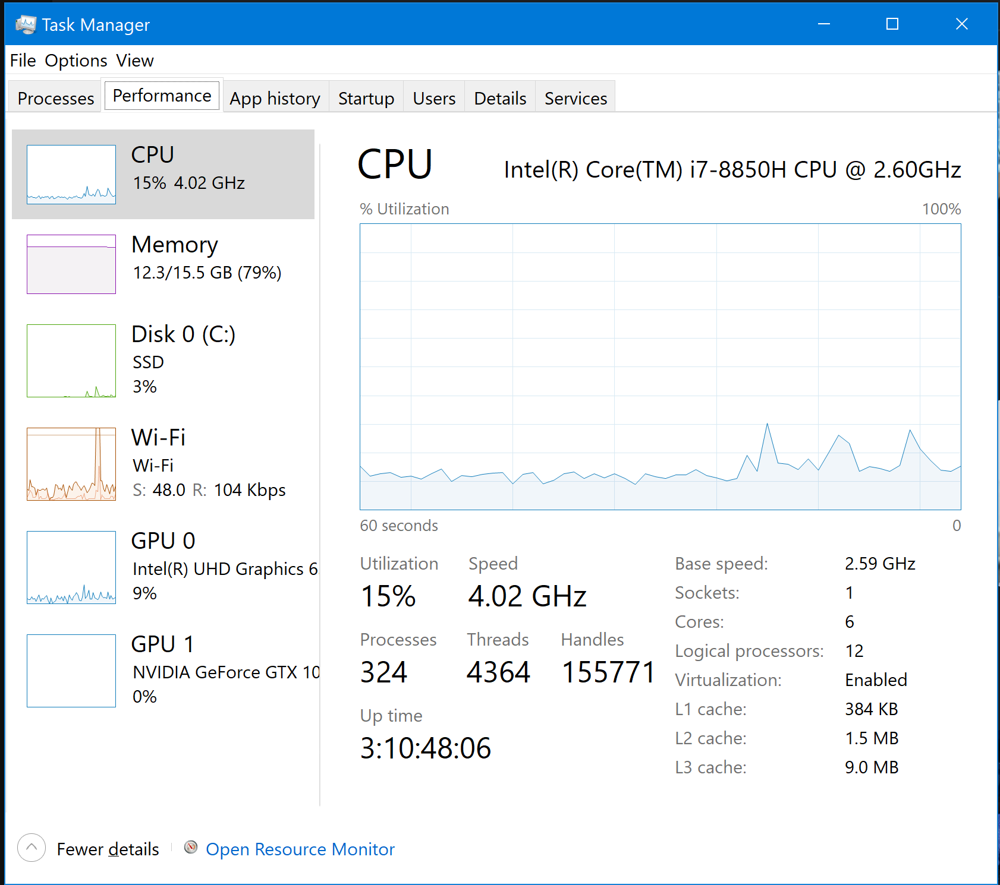 Task Manager
File Options View
Processes Performance App history Startup Users Details Services
CPU
15% 4.02 GHz
Memory
12.3/15.5 GB (79%)
Disk 0 (C:)
SSD
3%
Wi-Fi
Wi-Fi
S: 48.0 R: 104 Kbps
GPU 0
Intel(R) UHD Graphics 6
9%
GPU 1
NVIDIA GeForce GTX 10
0%
CPU Intel(R) Core(TM) i7-8850H CPU @ 2.60GHz
% Utilization 100%
60 seconds 0
Utilization Speed
15% 4.02 GHz
Processes Threads Handles
324 4364 155771
Up time
3:10:48:06
Base speed: 2.59 GHz
Sockets: 1
Cores: 6
Logical processors: 12
Virtualization: Enabled
L1 cache: 384 KB
L2 cache: 1.5 MB
L3 cache: 9.0 MB
Fewer details Open Resource Monitor